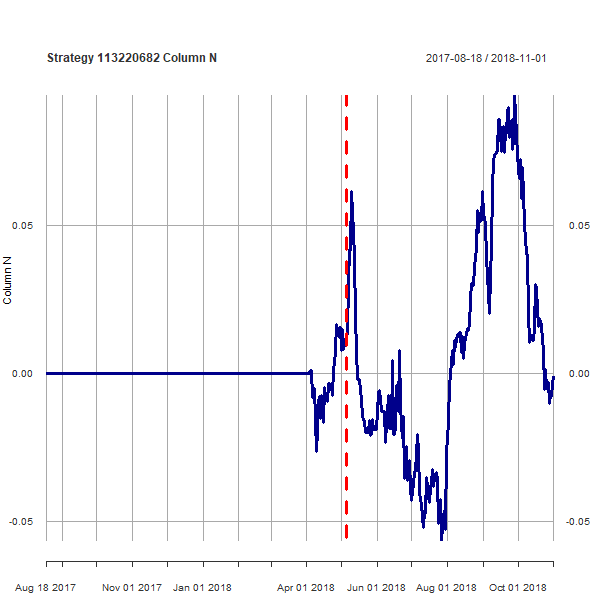 Strategy 113220682 Column N 2017-08-18 / 2018-11-01
0.05 0.05
Column N
0.00 0.00
-0.05 -0.05
Aug 18 2017 Nov 01 2017 Jan 01 2018 Apr 01 2018 Jun 01 2018 Aug 01 2018 Oct 01 2018